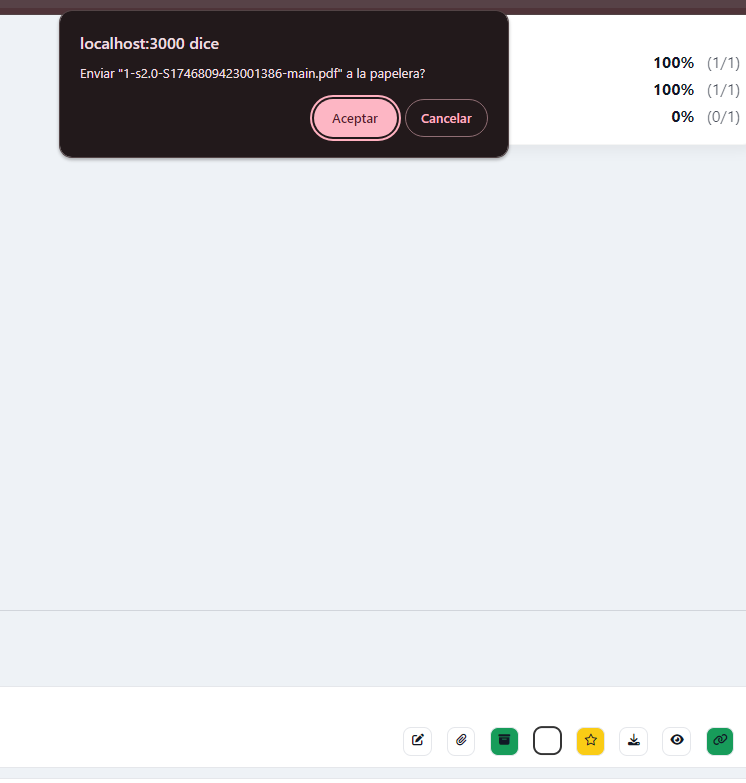 localhost:3000 dice
Enviar "1-s2.0-S1746809423001386-main.pdf" a la papelera?
Aceptar Cancelar
100% (1/1)
100% (1/1)
0% (0/1)